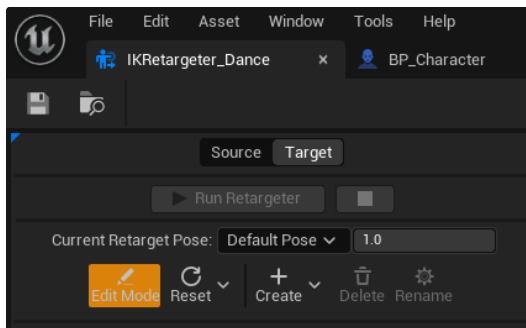 File Edit Asset Window Tools Help
IKRetargeter_Dance × BP_Character
Source Target
Run Retargeter
Current Retarget Pose: Default Pose 1.0
Edit Mode Reset Create Delete Rename